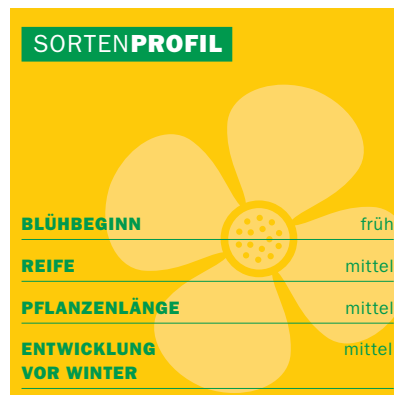 SORTENPROFIL
BLÜHBEGINN früh
REIFE mittel
PFLANZENLÄNGE mittel
ENTWICKLUNG mittel
VOR WINTER